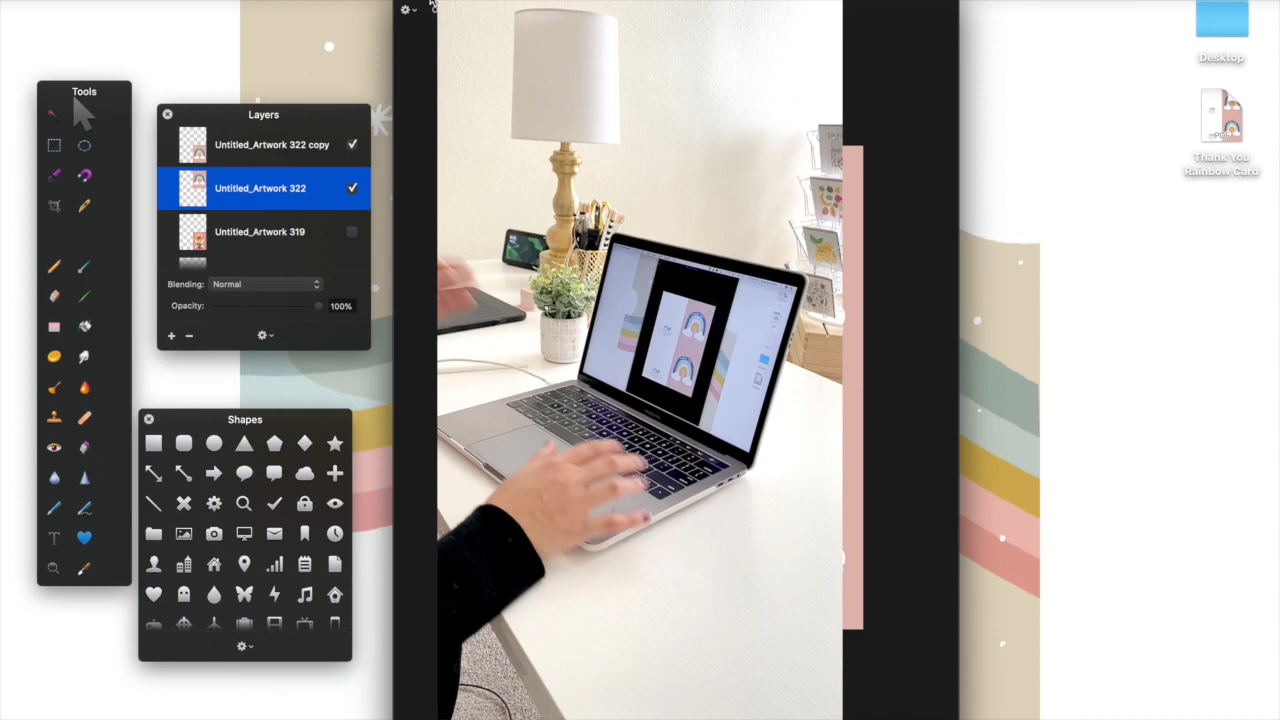 Tools
Layers
Untitled_Artwork 322 copy
Untitled_Artwork 322
Untitled_Artwork 319
Blending: Normal
Opacity: 100%
Shapes
T
Desktop
PDF
Thank You
Rainbow Card